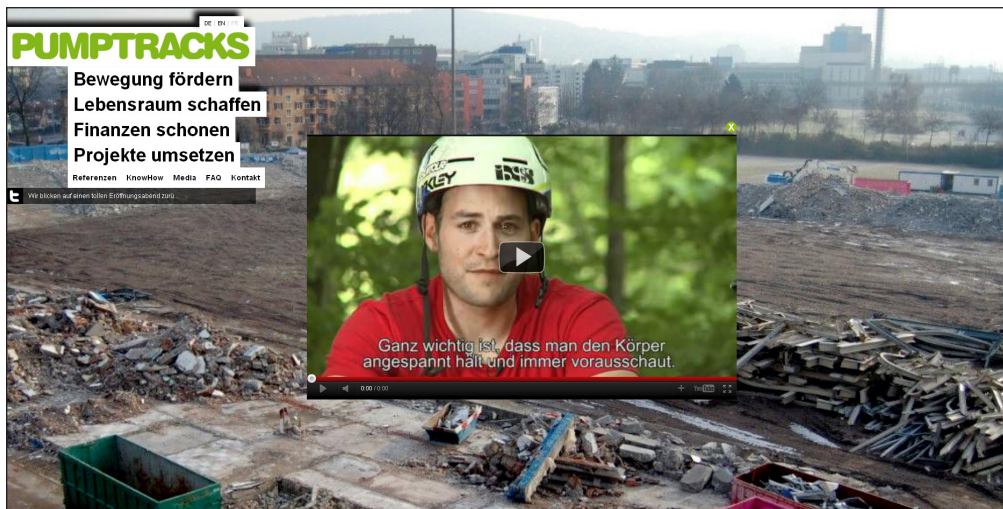 DE | EN | FR
PUMPTRACKS
Bewegung fördern
Lebensraum schaffen
Finanzen schonen
Projekte umsetzen
Referenzen KnowHow Media FAQ Kontakt
Wir blicken auf einen tollen Eröffnungsabend zurü...
X
IXS
Ganz wichtig ist, dass man den Körper
angespannt hält und immer vorausschaut.
0:00 / 0:00
YouTube